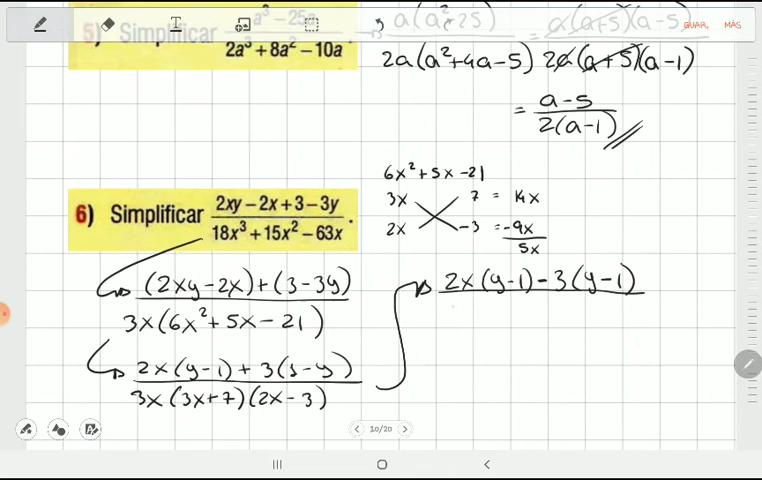 GUAR. MÁS
5) Simplificar a³ − 25a / 2a³ + 8a² − 10a
a(a²-25) / 2a(a²+4a-5) = a(a+5)(a-5) / 2a(a+5)(a-1)
= a-5 / 2(a-1)
6x²+5x-21
3x 7 = 14x
2x -3 = -9x
5x
6) Simplificar 2xy − 2x + 3 − 3y / 18x³ + 15x² − 63x .
(2xy-2x)+(3-3y) / 3x(6x²+5x-21)
2x(y-1)+3(1-y) / 3x(3x+7)(2x-3)
2x(y-1)-3(y-1)
10/20